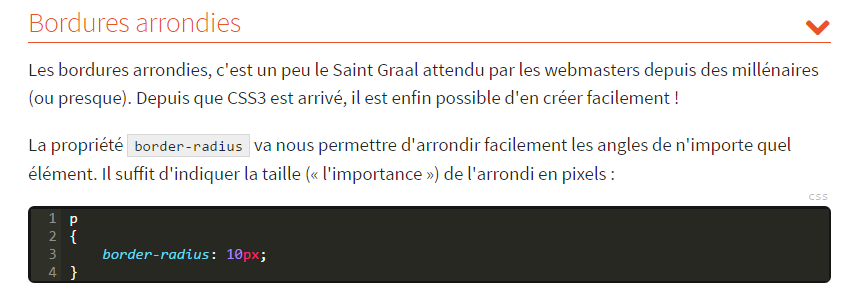 Bordures arrondies
Les bordures arrondies, c'est un peu le Saint Graal attendu par les webmasters depuis des millénaires
(ou presque). Depuis que CSS3 est arrivé, il est enfin possible d'en créer facilement !
La propriété border-radius va nous permettre d'arrondir facilement les angles de n'importe quel
élément. Il suffit d'indiquer la taille (« l'importance ») de l'arrondi en pixels :
css
1 p
2 {
3     border-radius: 10px;
4 }